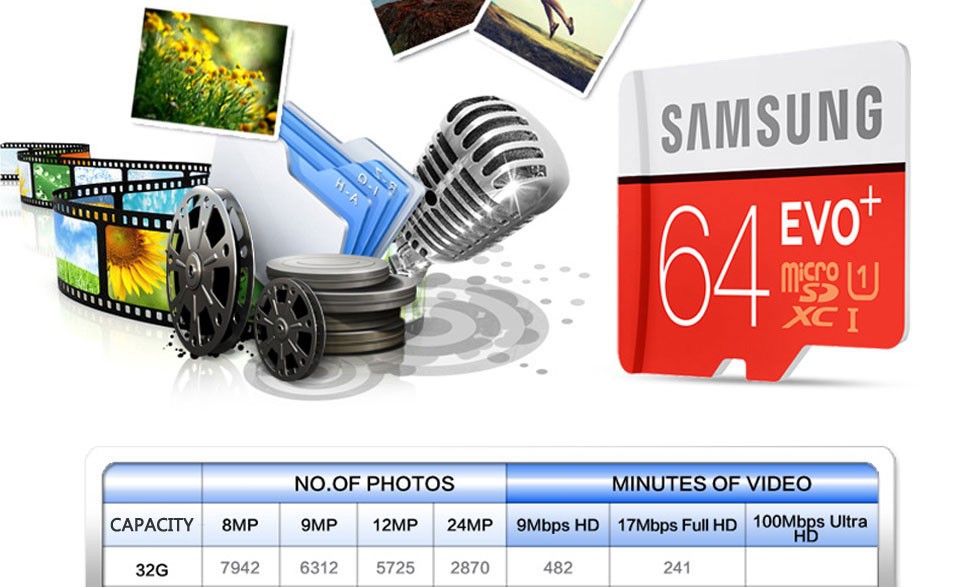 A-H
I-Q
R-Z
SAMSUNG
64 EVO+
micro
SD
XC I
U1
NO.OF PHOTOS MINUTES OF VIDEO
CAPACITY 8MP 9MP 12MP 24MP 9Mbps HD 17Mbps Full HD 100Mbps Ultra HD
32G 7942 6312 5725 2870 482 241